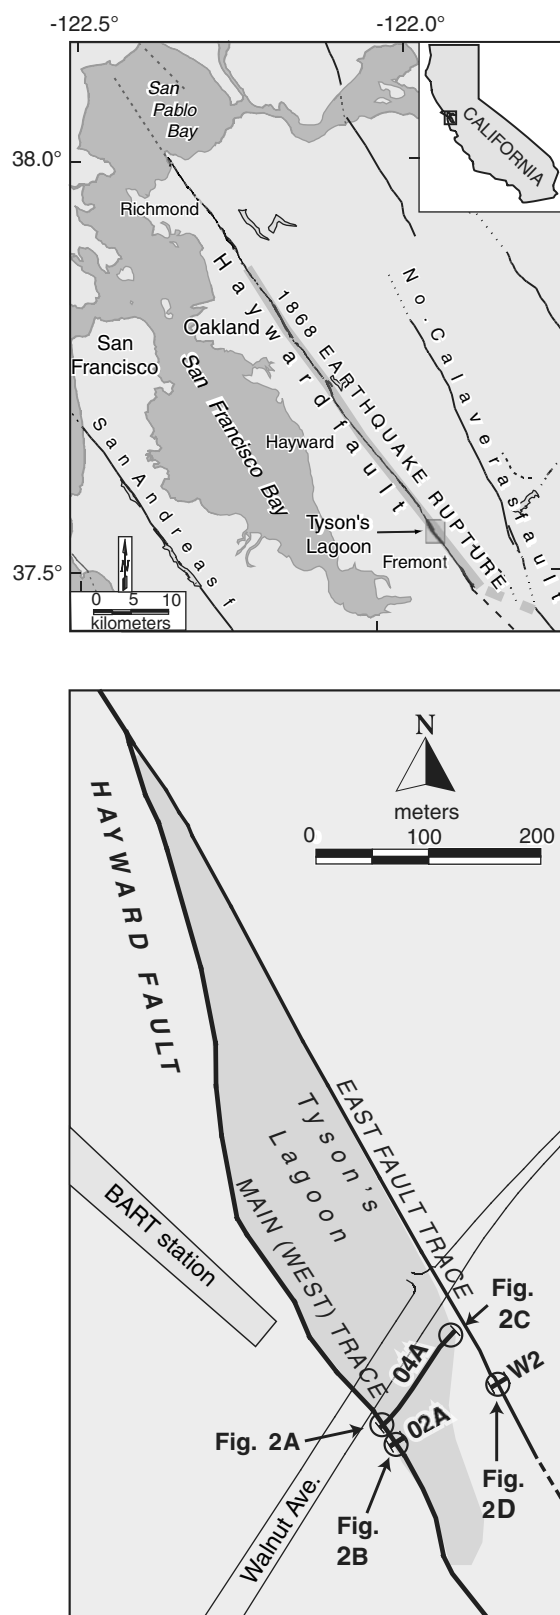 -122.5°
-122.0°
San
Pablo
Bay
CALIFORNIA
38.0°
Richmond
Hayward fault
1868 EARTHQUAKE RUPTURE
No. Calaveras fault
Oakland
San
Francisco
San Francisco Bay
San Andreas f
Hayward
Tyson's
Lagoon
Fremont
37.5°
N
0 5 10
kilometers
N
meters
0 100 200
HAYWARD FAULT
EAST FAULT TRACE
Tyson's
Lagoon
MAIN (WEST) TRACE
BART station
Fig.
2C
04A
W2
02A
Fig. 2A
Fig.
2D
Walnut Ave.
Fig.
2B